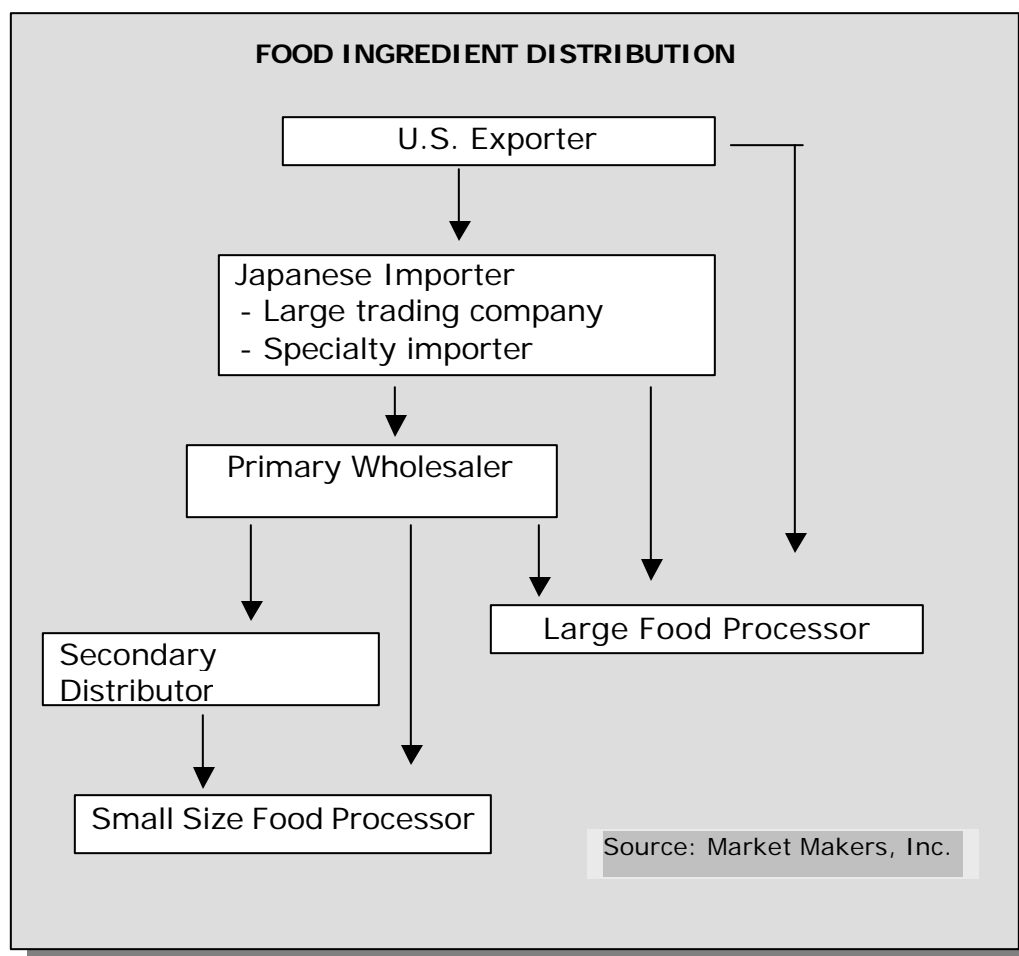 FOOD INGREDIENT DISTRIBUTION
U.S. Exporter
Japanese Importer
- Large trading company
- Specialty importer
Primary Wholesaler
Large Food Processor
Secondary
Distributor
Small Size Food Processor
Source: Market Makers, Inc.